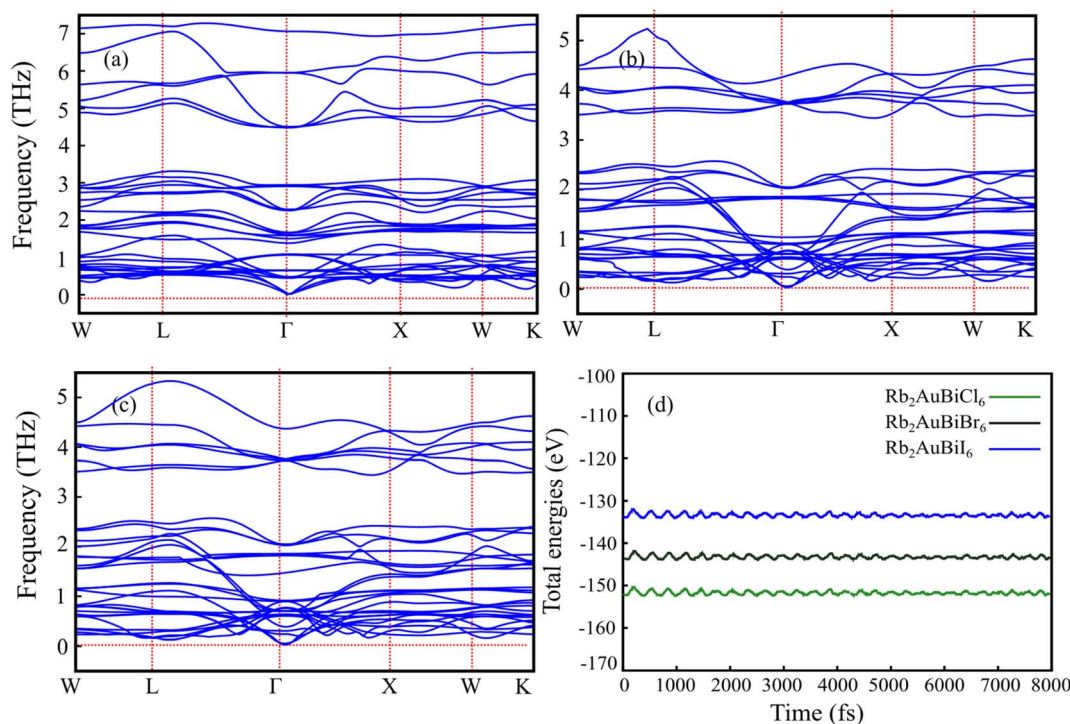 7
6
5
4
3
2
1
0
Frequency (THz)
(a)
W L Γ X W K
5
4
3
2
1
0
(b)
W L Γ X W K
5
4
3
2
1
0
Frequency (THz)
(c)
W L Γ X W K
-100
-110
-120
-130
-140
-150
-160
-170
Total energies (eV)
(d)
Rb₂AuBiCl₆
Rb₂AuBiBr₆
Rb₂AuBiI₆
0 1000 2000 3000 4000 5000 6000 7000 8000
Time (fs)